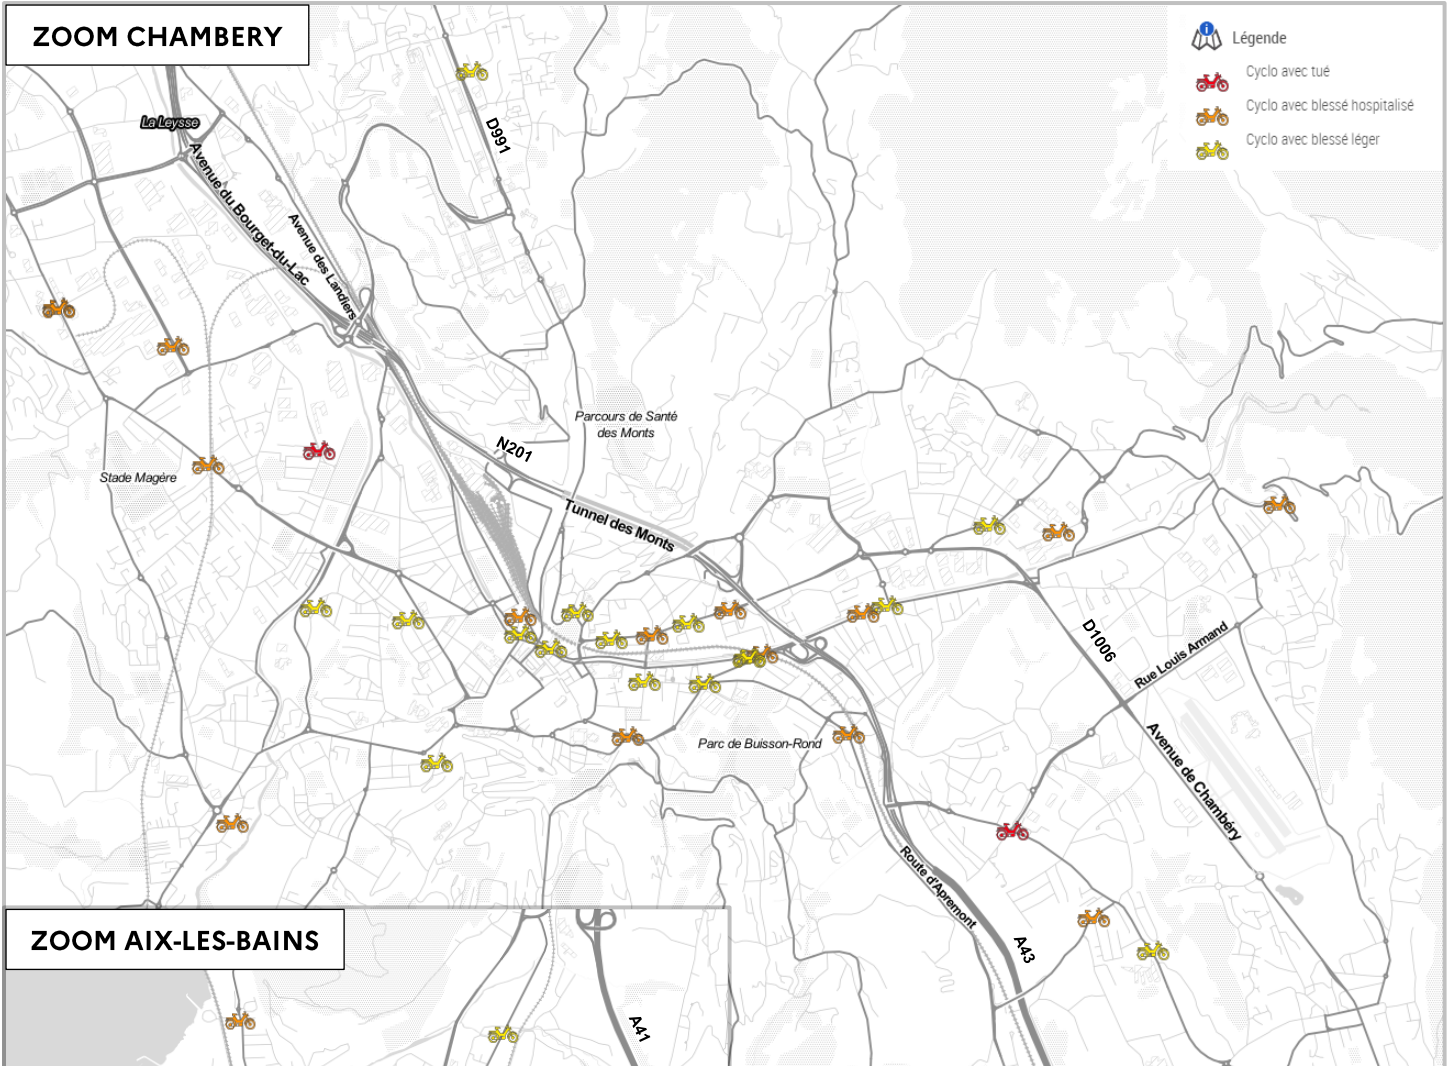 ZOOM CHAMBERY
Légende
Cyclo avec tué
Cyclo avec blessé hospitalisé
Cyclo avec blessé léger
La Leysse
D991
Avenue du Bourget-du-Lac
Avenue des Landiers
Parcours de Santé
des Monts
N201
Stade Magère
Tunnel des Monts
D1006
Rue Louis Armand
Parc de Buisson-Rond
Avenue de Chambéry
Route d'Apremont
A43
ZOOM AIX-LES-BAINS
A41